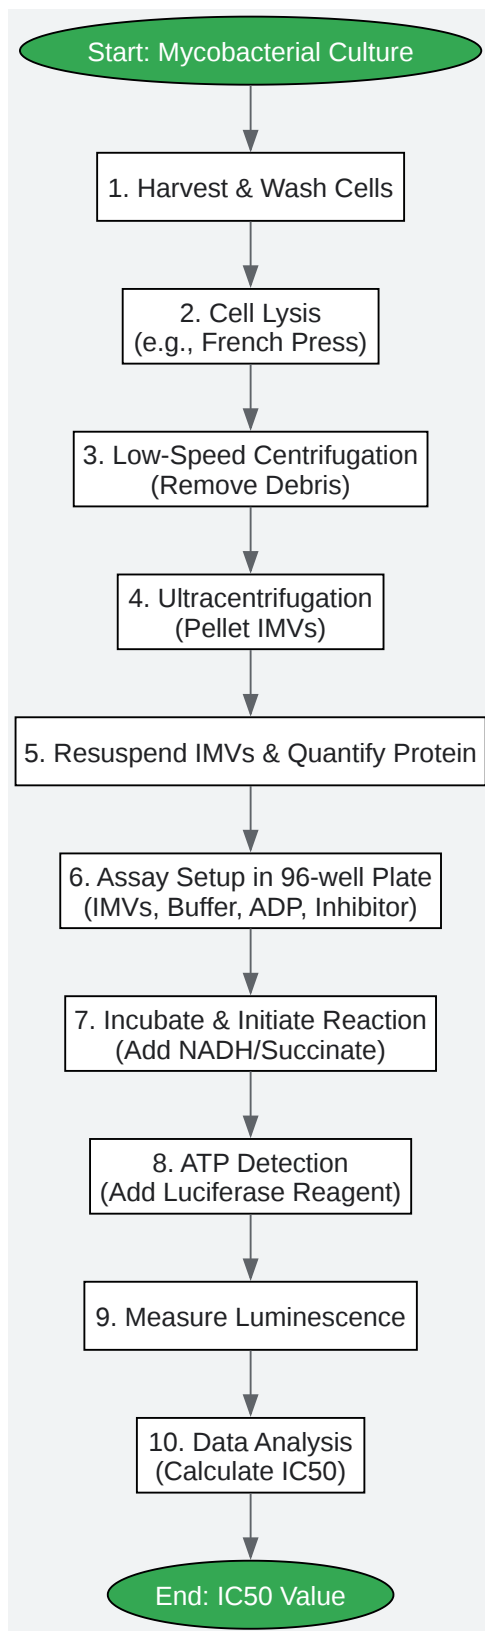 Start: Mycobacterial Culture
1. Harvest & Wash Cells
2. Cell Lysis
(e.g., French Press)
3. Low-Speed Centrifugation
(Remove Debris)
4. Ultracentrifugation
(Pellet IMVs)
5. Resuspend IMVs & Quantify Protein
6. Assay Setup in 96-well Plate
(IMVs, Buffer, ADP, Inhibitor)
7. Incubate & Initiate Reaction
(Add NADH/Succinate)
8. ATP Detection
(Add Luciferase Reagent)
9. Measure Luminescence
10. Data Analysis
(Calculate IC50)
End: IC50 Value